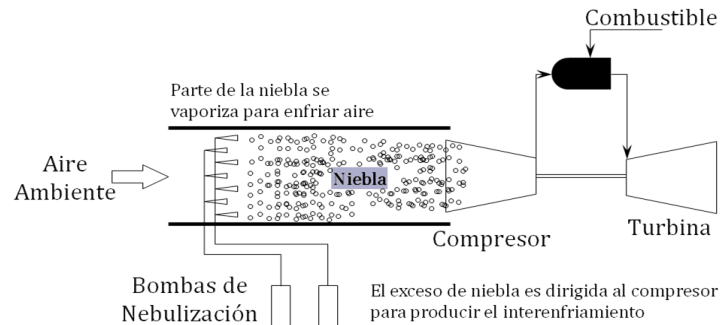 Combustible
Parte de la niebla se
vaporiza para enfriar aire
Aire
Ambiente
Niebla
Compresor
Turbina
Bombas de
Nebulización
El exceso de niebla es dirigida al compresor
para producir el interenfriamiento